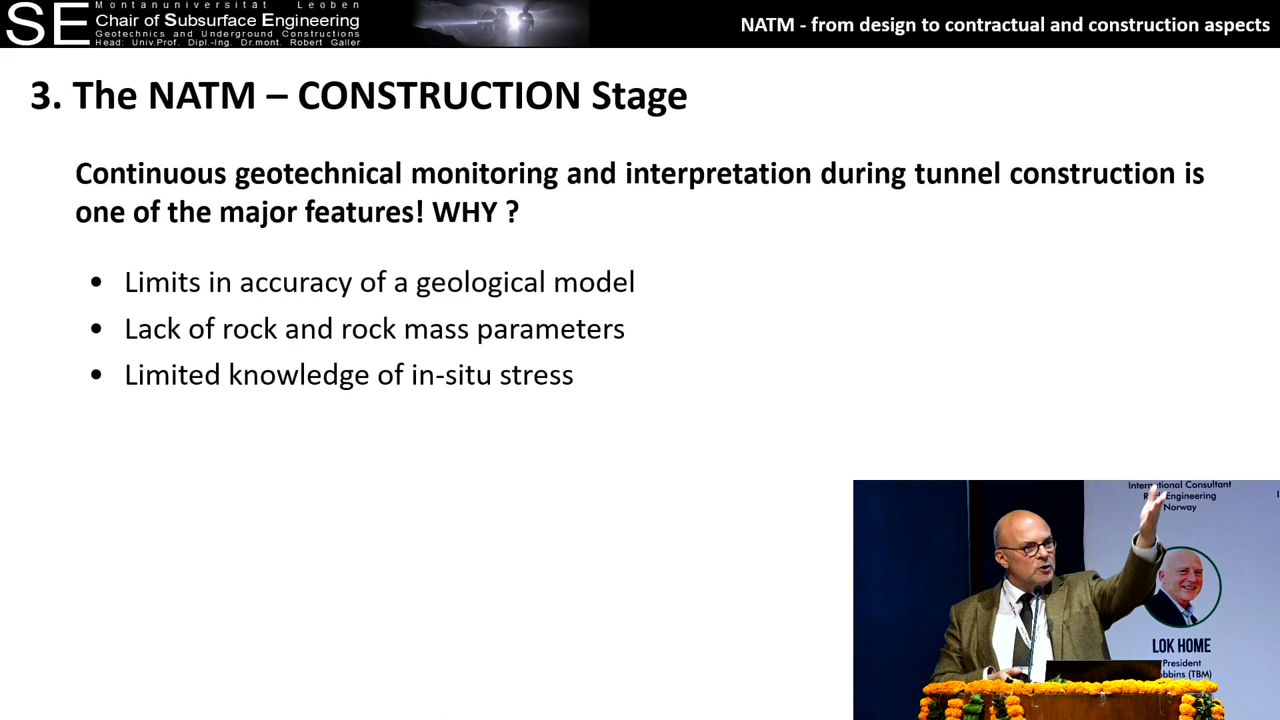 SE
Montanuniversität Leoben
Chair of Subsurface Engineering
Geotechnics and Underground Constructions
Head: Univ.Prof. Dipl.-Ing. Dr.mont. Robert Galler
NATM - from design to contractual and construction aspects
3. The NATM – CONSTRUCTION Stage
Continuous geotechnical monitoring and interpretation during tunnel construction is
one of the major features! WHY ?
• Limits in accuracy of a geological model
• Lack of rock and rock mass parameters
• Limited knowledge of in-situ stress
International Consultant
Engineering
Norway
LOK HOME
President
(TBM)